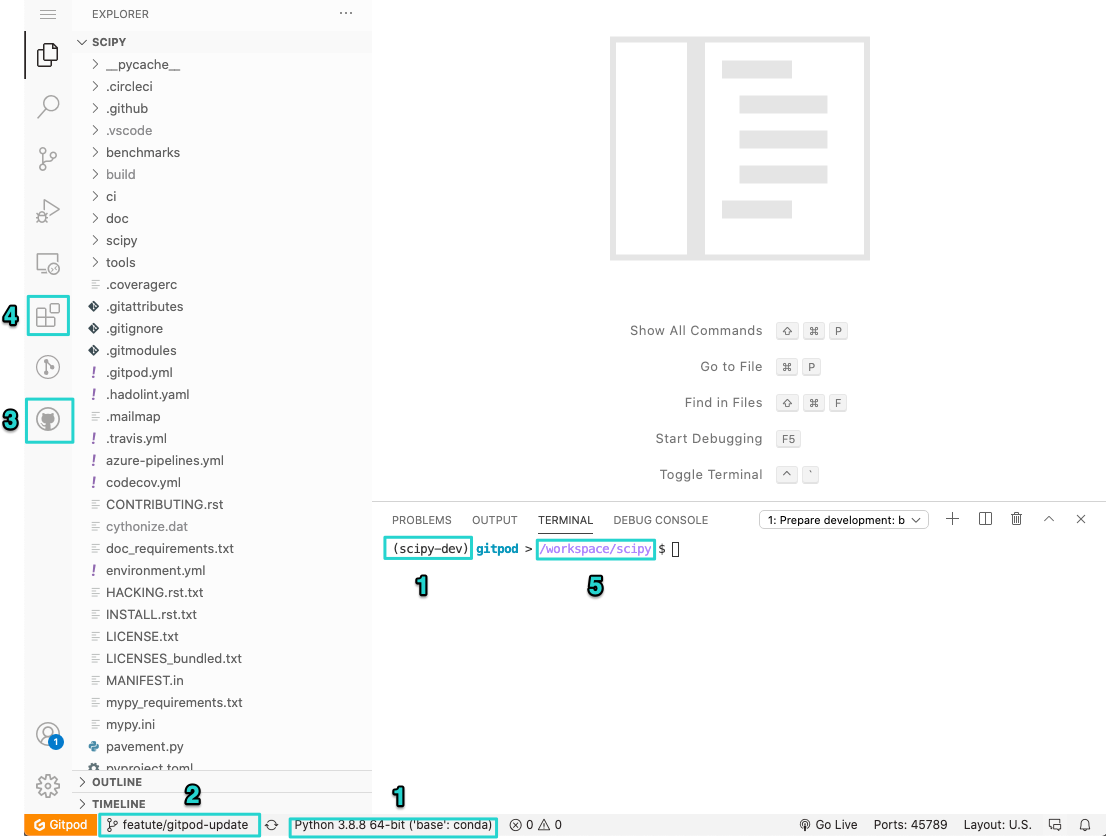 EXPLORER ···
SCIPY
__pycache__
.circleci
.github
.vscode
benchmarks
build
ci
doc
scipy
tools
.coveragerc
4
.gitattributes
.gitignore
.gitmodules
! .gitpod.yml
! .hadolint.yaml
3
.mailmap
! .travis.yml
! azure-pipelines.yml
! codecov.yml
CONTRIBUTING.rst
cythonize.dat
doc_requirements.txt
! environment.yml
HACKING.rst.txt
INSTALL.rst.txt
LICENSE.txt
LICENSES_bundled.txt
MANIFEST.in
mypy_requirements.txt
mypy.ini
1
pavement.py
pyproject.toml
OUTLINE
TIMELINE
Show All Commands ⇧ ⌘ P
Go to File ⌘ P
Find in Files ⇧ ⌘ F
Start Debugging F5
Toggle Terminal ^ `
PROBLEMS OUTPUT TERMINAL DEBUG CONSOLE 1: Prepare development: b
(scipy-dev) gitpod > /workspace/scipy $
1 5
2 1
Gitpod featute/gitpod-update Python 3.8.8 64-bit ('base': conda) 0 0 Go Live Ports: 45789 Layout: U.S.